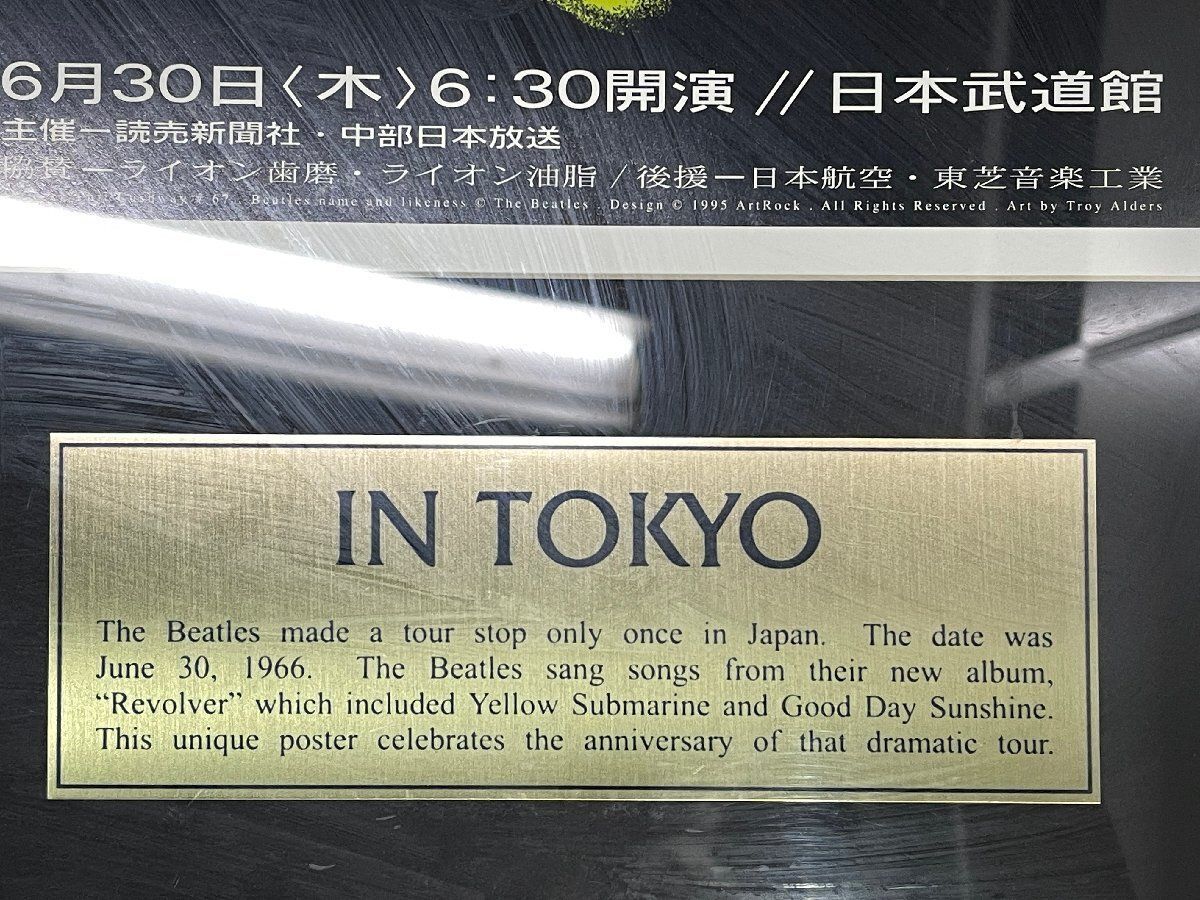 6月30日〈木〉6:30開演 // 日本武道館
主催ー読売新聞社・中部日本放送
協賛ーライオン歯磨・ライオン油脂 / 後援ー日本航空・東芝音楽工業
# 67 . Beatles name and likeness © The Beatles . Design © 1995 ArtRock . All Rights Reserved . Art by Troy Alders
IN TOKYO
The Beatles made a tour stop only once in Japan. The date was
June 30, 1966. The Beatles sang songs from their new album,
“Revolver” which included Yellow Submarine and Good Day Sunshine.
This unique poster celebrates the anniversary of that dramatic tour.